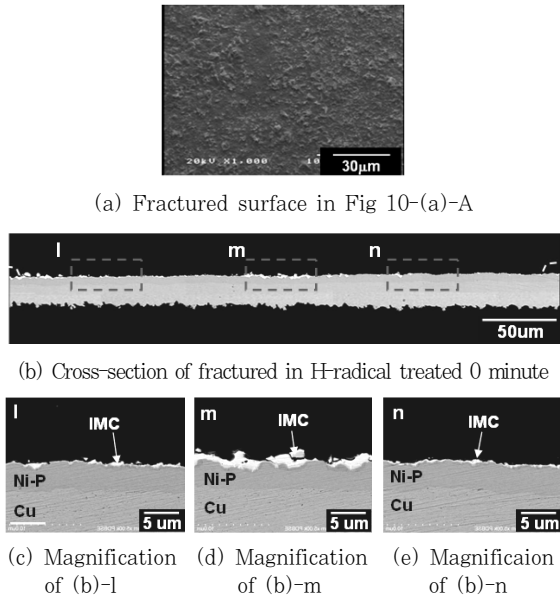 20μV X1,000
30μm
(a) Fractured surface in Fig 10-(a)-A
l m n
50um
(b) Cross-section of fractured in H-radical treated 0 minute
l
IMC
Ni-P
Cu
5 um
m
IMC
Ni-P
Cu
5 um
n
IMC
Ni-P
Cu
5 um
(c) Magnification
of (b)-l
(d) Magnification
of (b)-m
(e) Magnificaion
of (b)-n